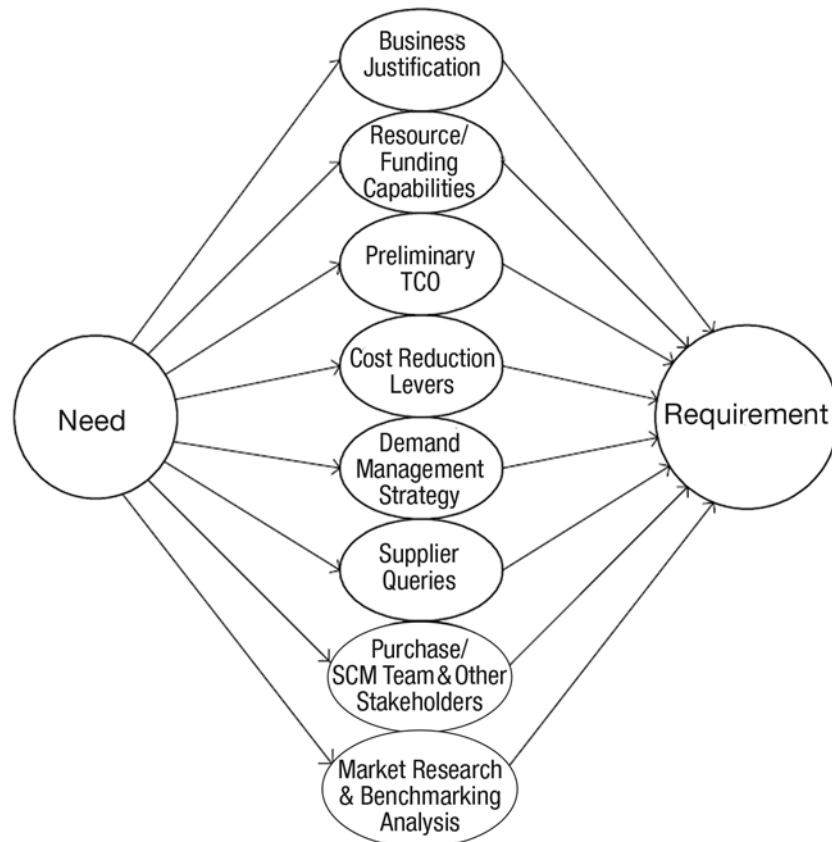 Business
Justification
Resource/
Funding
Capabilities
Preliminary
TCO
Cost Reduction
Levers
Need
Requirement
Demand
Management
Strategy
Supplier
Queries
Purchase/
SCM Team & Other
Stakeholders
Market Research
& Benchmarking
Analysis